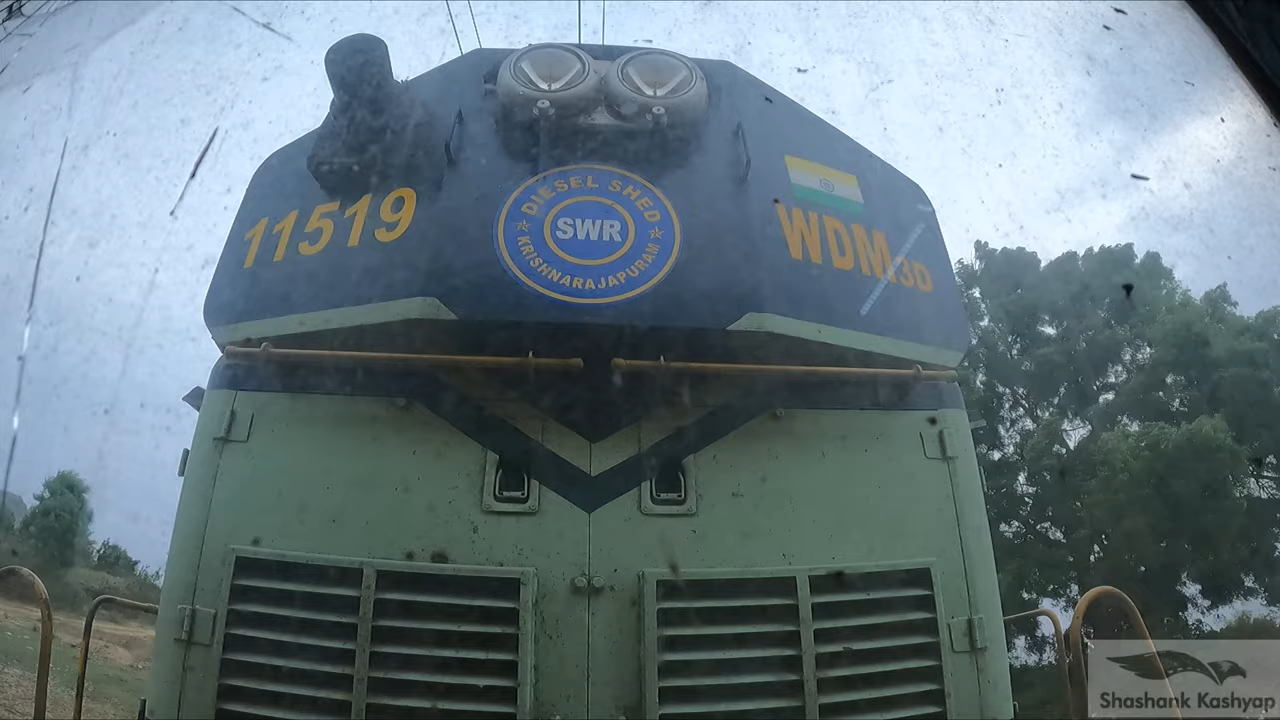 11519
DIESEL SHED
SWR
KRISHNARAJAPURAM
WDM3D
Shashank Kashyap